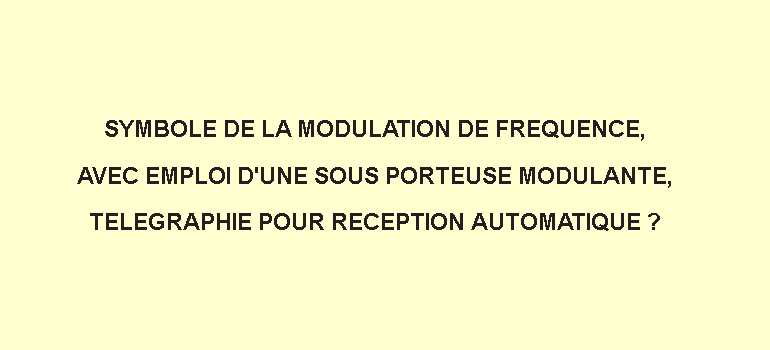 SYMBOLE DE LA MODULATION DE FREQUENCE,
AVEC EMPLOI D'UNE SOUS PORTEUSE MODULANTE,
TELEGRAPHIE POUR RECEPTION AUTOMATIQUE ?